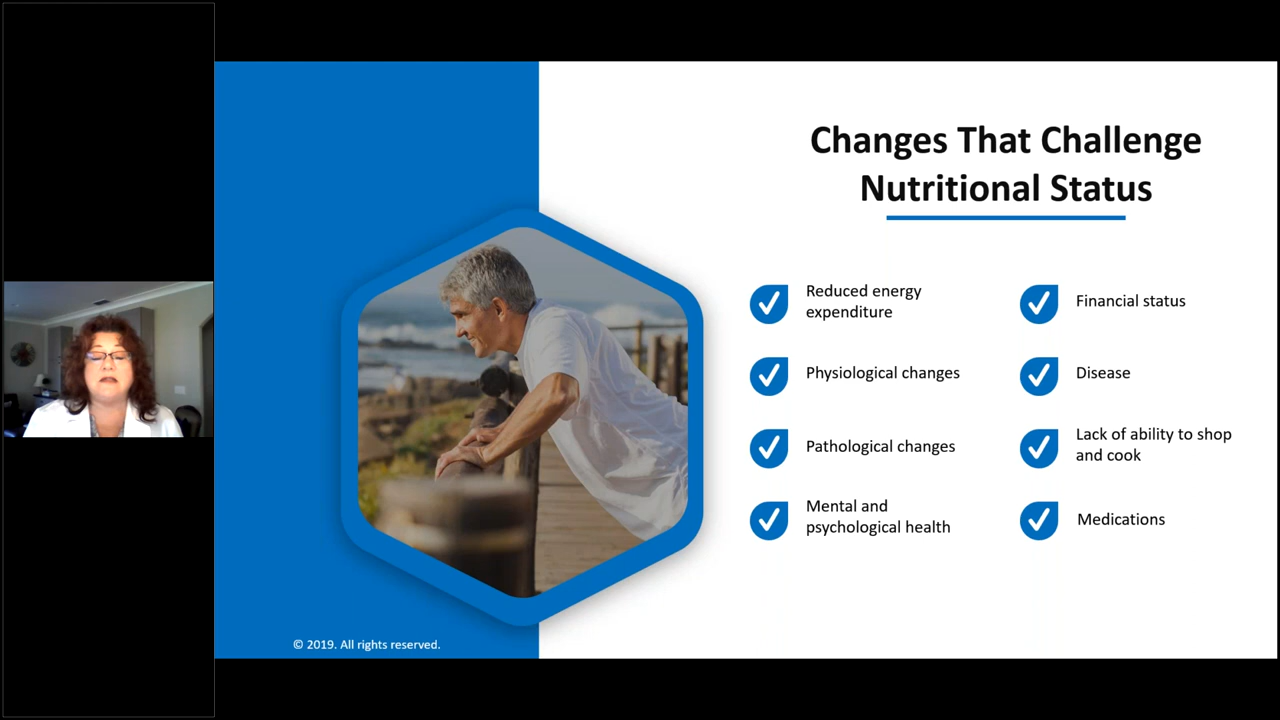 Changes That Challenge
Nutritional Status
Reduced energy
expenditure
Physiological changes
Pathological changes
Mental and
psychological health
Financial status
Disease
Lack of ability to shop
and cook
Medications
© 2019. All rights reserved.